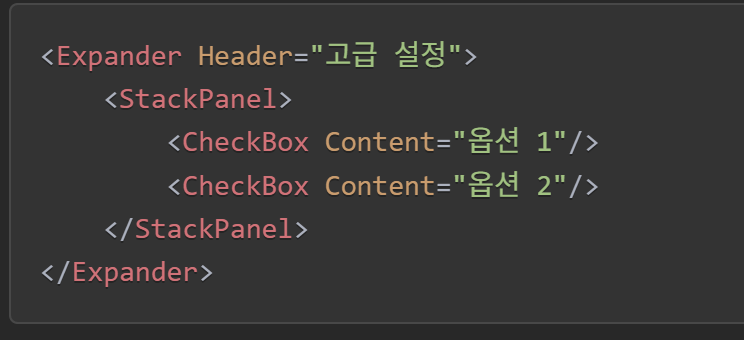 <Expander Header="고급 설정">
    <StackPanel>
        <CheckBox Content="옵션 1"/>
        <CheckBox Content="옵션 2"/>
    </StackPanel>
</Expander>